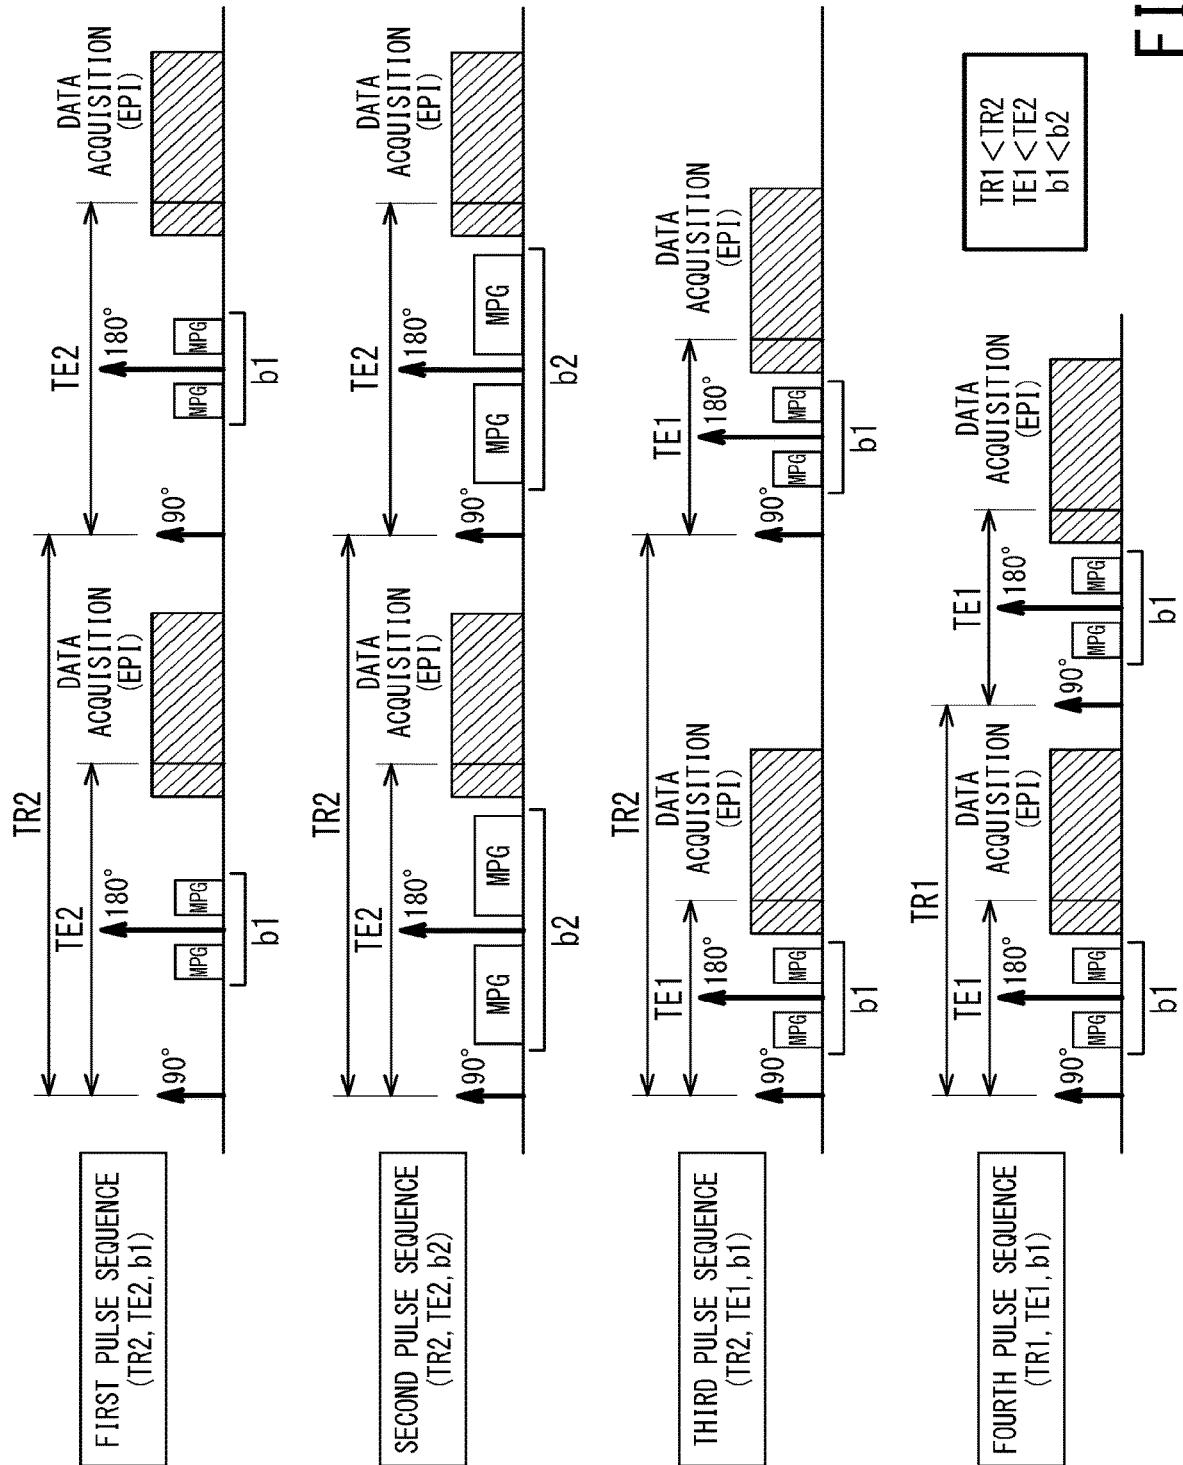 FIRST PULSE SEQUENCE
(TR2, TE2, b1)
TR2
TE2
TE2
90°
180°
MPG
MPG
b1
DATA
ACQUISITION
(EPI)
90°
180°
MPG
MPG
b1
DATA
ACQUISITION
(EPI)
SECOND PULSE SEQUENCE
(TR2, TE2, b2)
TR2
TE2
TE2
90°
180°
MPG
MPG
b2
DATA
ACQUISITION
(EPI)
90°
180°
MPG
MPG
b2
DATA
ACQUISITION
(EPI)
THIRD PULSE SEQUENCE
(TR2, TE1, b1)
TR2
TE1
TE1
90°
180°
MPG
MPG
b1
DATA
ACQUISITION
(EPI)
90°
180°
MPG
MPG
b1
DATA
ACQUISITION
(EPI)
FOURTH PULSE SEQUENCE
(TR1, TE1, b1)
TR1
TE1
TE1
90°
180°
MPG
MPG
b1
DATA
ACQUISITION
(EPI)
90°
180°
MPG
MPG
b1
DATA
ACQUISITION
(EPI)
TR1<TR2
TE1<TE2
b1<b2